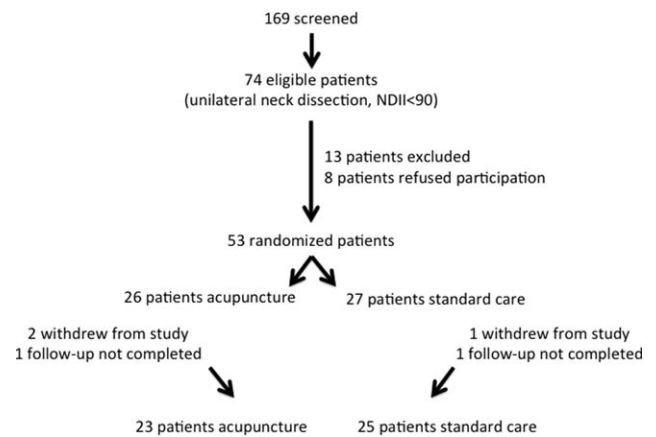 169 screened
74 eligible patients
(unilateral neck dissection, NDII<90)
13 patients excluded
8 patients refused participation
53 randomized patients
26 patients acupuncture
27 patients standard care
2 withdrew from study
1 follow-up not completed
1 withdrew from study
1 follow-up not completed
23 patients acupuncture
25 patients standard care